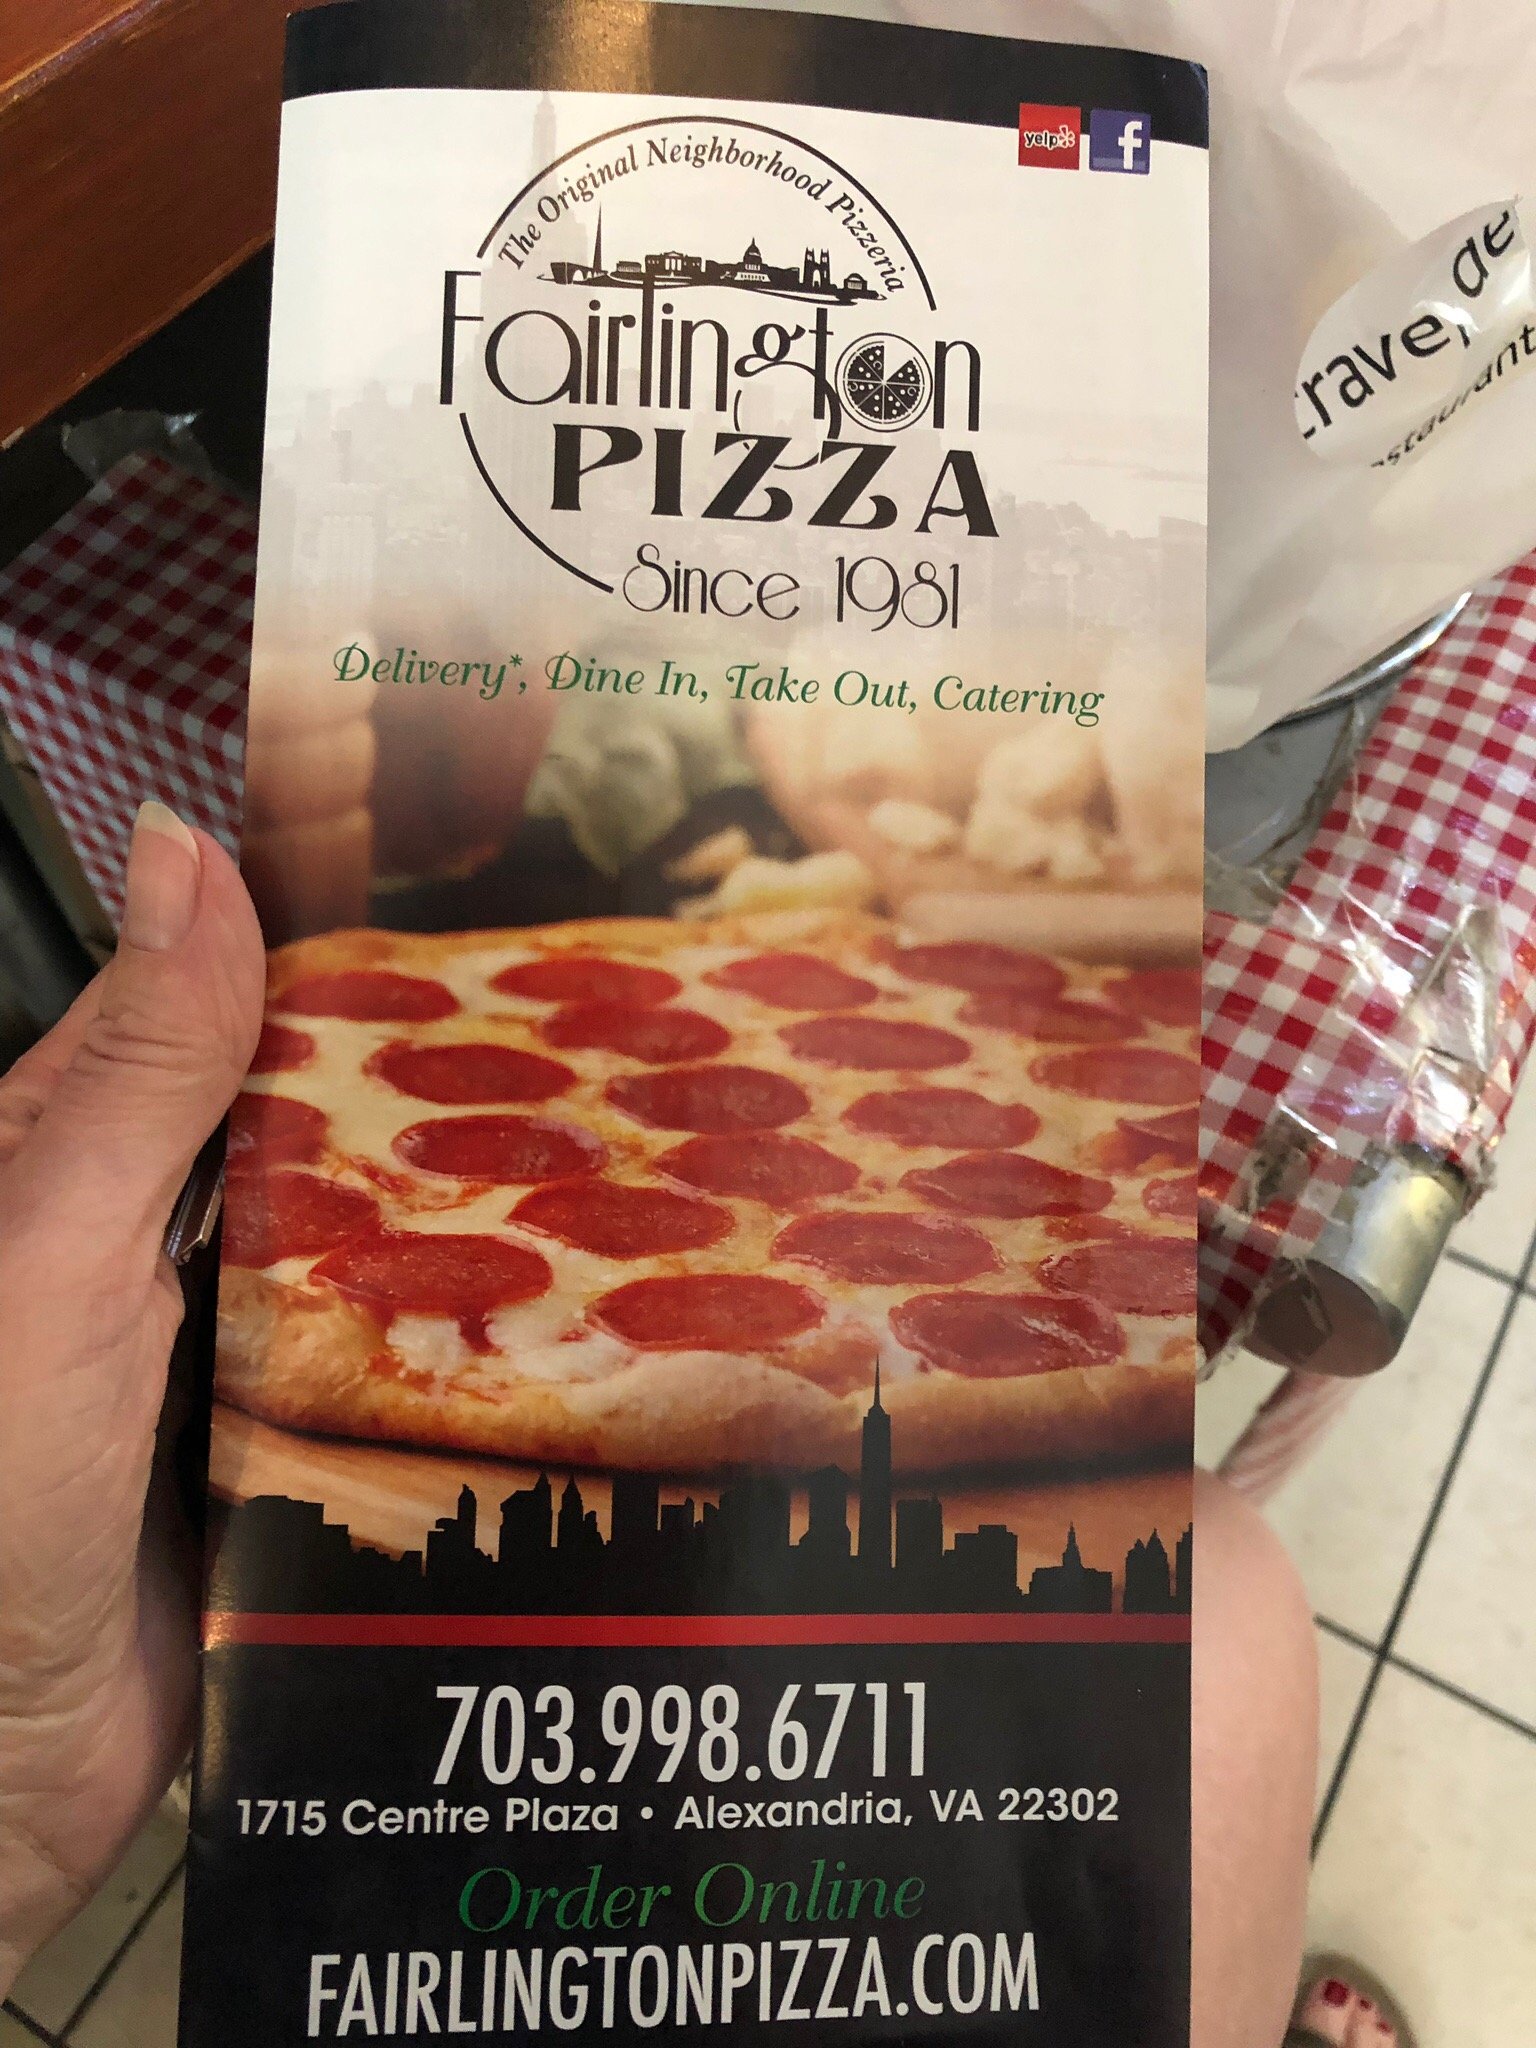 yelp
f
The Original Neighborhood Pizzeria
Fairlington
PIZZA
Since 1981
Delivery*, Dine In, Take Out, Catering
703.998.6711
1715 Centre Plaza • Alexandria, VA 22302
Order Online
FAIRLINGTONPIZZA.COM